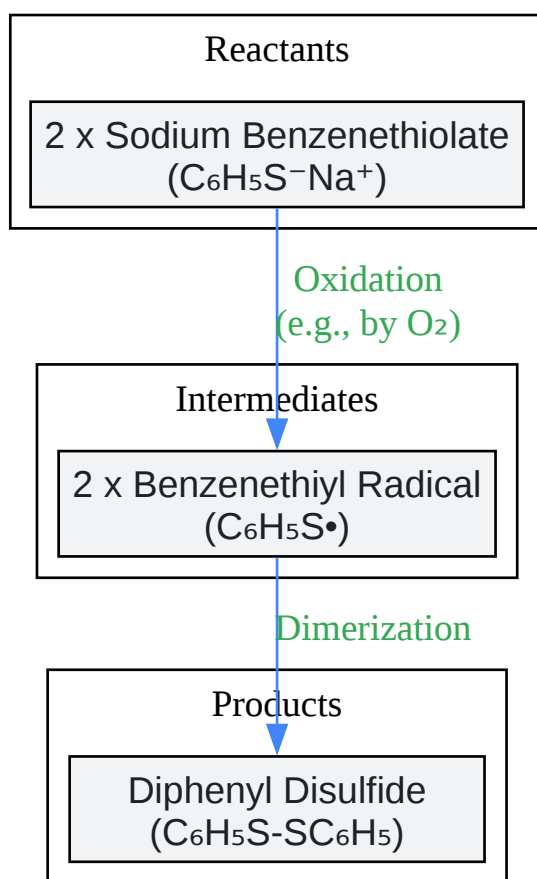 Reactants
2 x Sodium Benzenethiolate
(C₆H₅S⁻Na⁺)
Oxidation
(e.g., by O₂)
Intermediates
2 x Benzenethiyl Radical
(C₆H₅S•)
Dimerization
Products
Diphenyl Disulfide
(C₆H₅S-SC₆H₅)